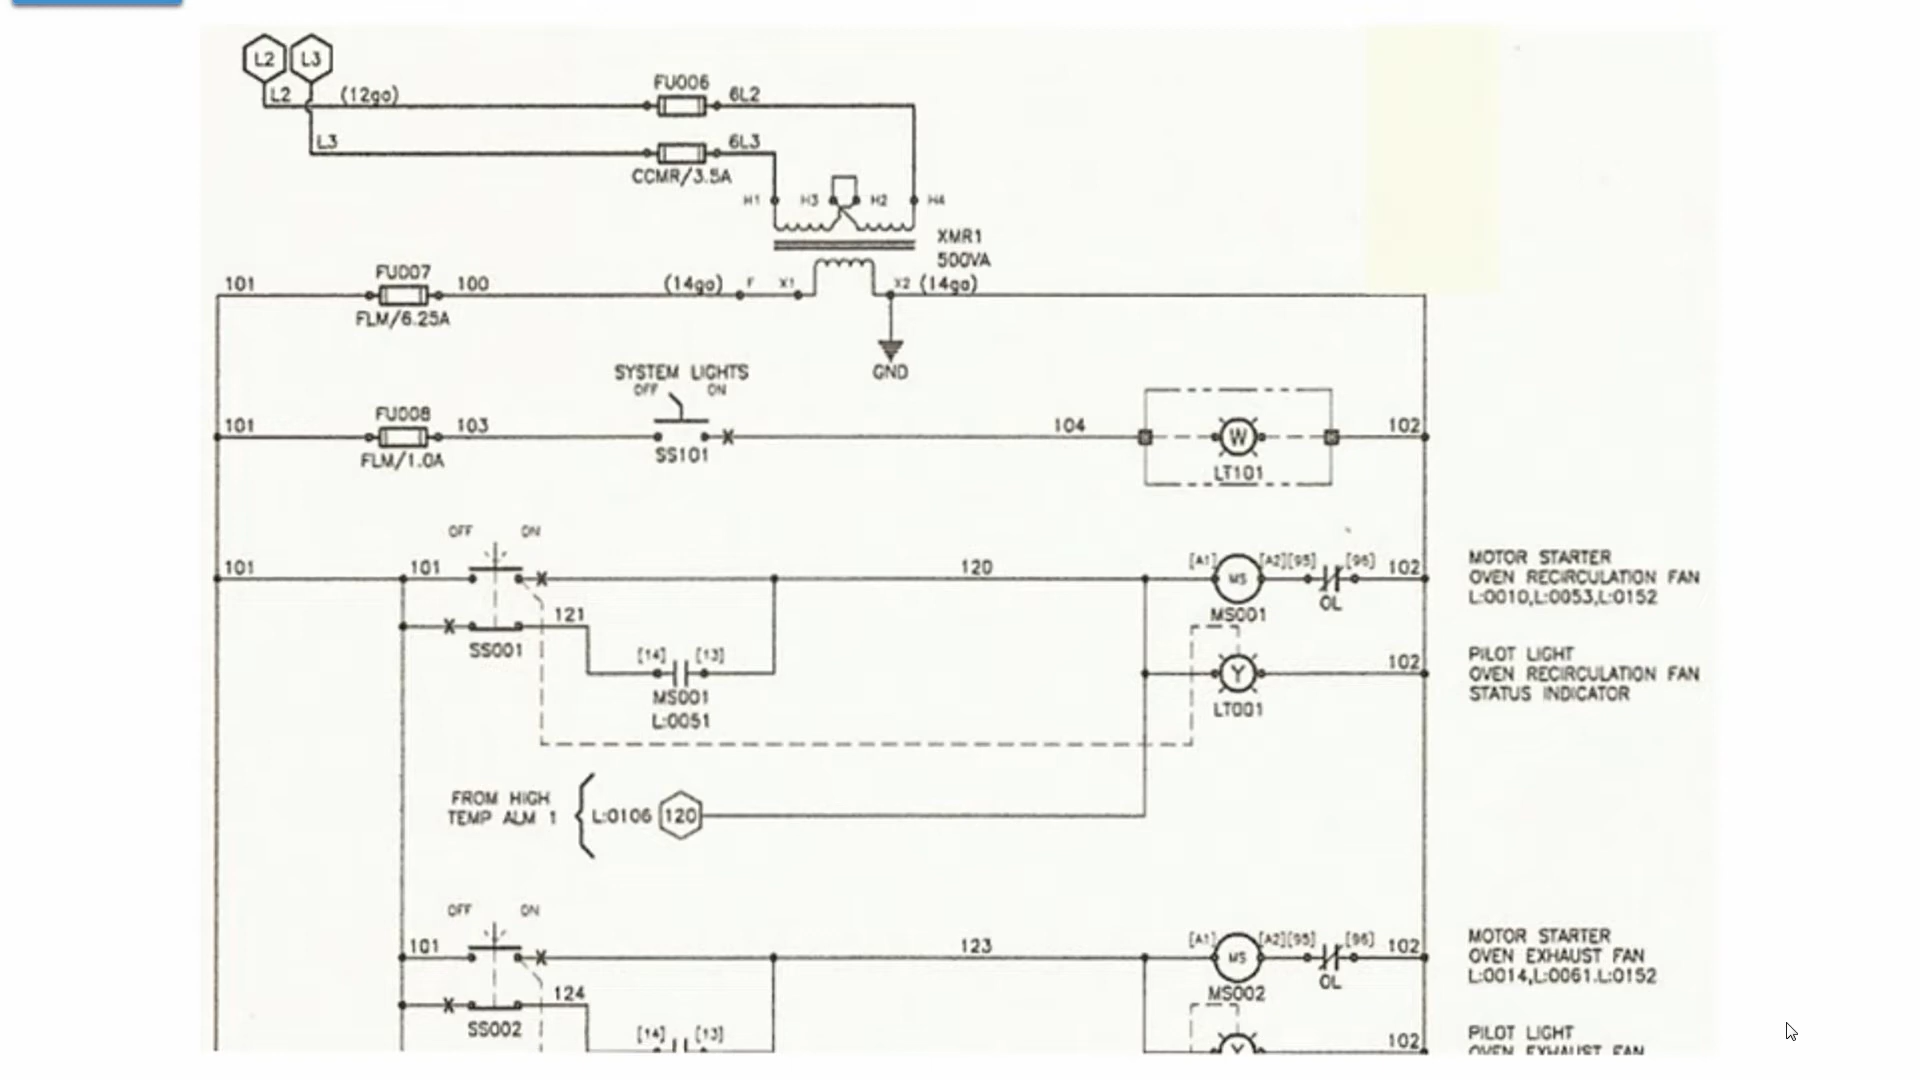 L2 L3
L2 (12ga) FU006 6L2
L3 6L3
CCMR/3.5A
H1 H3 H2 H4
XMR1
500VA
FU007
101 100 (14ga) F X1 X2 (14ga)
FLM/6.25A
GND
SYSTEM LIGHTS
OFF ON
FU008
101 103 104 W 102
FLM/1.0A SS101 LT101
OFF ON
101 101 120 [A1] MS [A2][95] [96] 102
OL
MS001
MOTOR STARTER
OVEN RECIRCULATION FAN
L:0010,L:0053,L:0152
121
SS001
[14] [13]
MS001
L:0051
Y 102
LT001
PILOT LIGHT
OVEN RECIRCULATION FAN
STATUS INDICATOR
FROM HIGH
TEMP ALM 1
L:0106 120
OFF ON
101 123 [A1] MS [A2][95] [96] 102
OL
MS002
MOTOR STARTER
OVEN EXHAUST FAN
L:0014,L:0061.L:0152
124
SS002
[14] [13]
Y 102
PILOT LIGHT
OVEN EXHAUST FAN